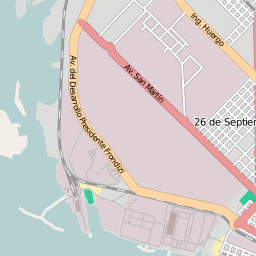 Ing. Huergo
Av. San Martín
Av. del Desarrollo Presidente Frondizi
26 de Septie